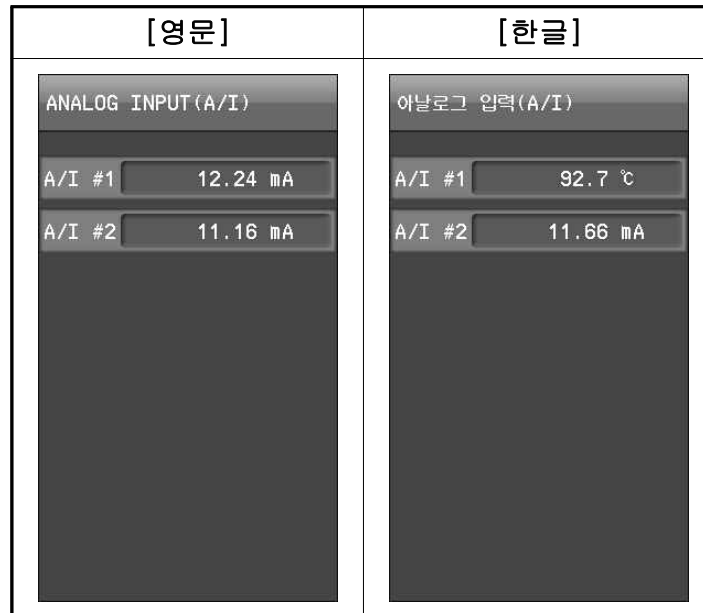 [영문]
[한글]
ANALOG INPUT(A/I)
A/I #1 12.24 mA
A/I #2 11.16 mA
아날로그 입력(A/I)
A/I #1 92.7 ℃
A/I #2 11.66 mA